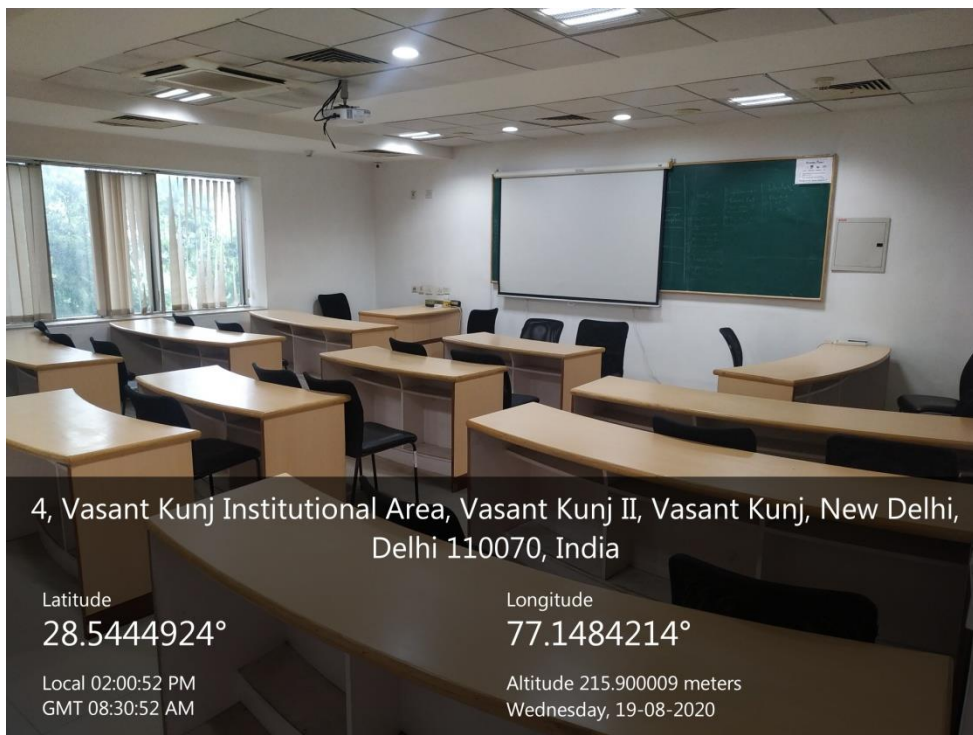 4, Vasant Kunj Institutional Area, Vasant Kunj II, Vasant Kunj, New Delhi,
Delhi 110070, India
Latitude
28.5444924°
Longitude
77.1484214°
Local 02:00:52 PM
GMT 08:30:52 AM
Altitude 215.900009 meters
Wednesday, 19-08-2020